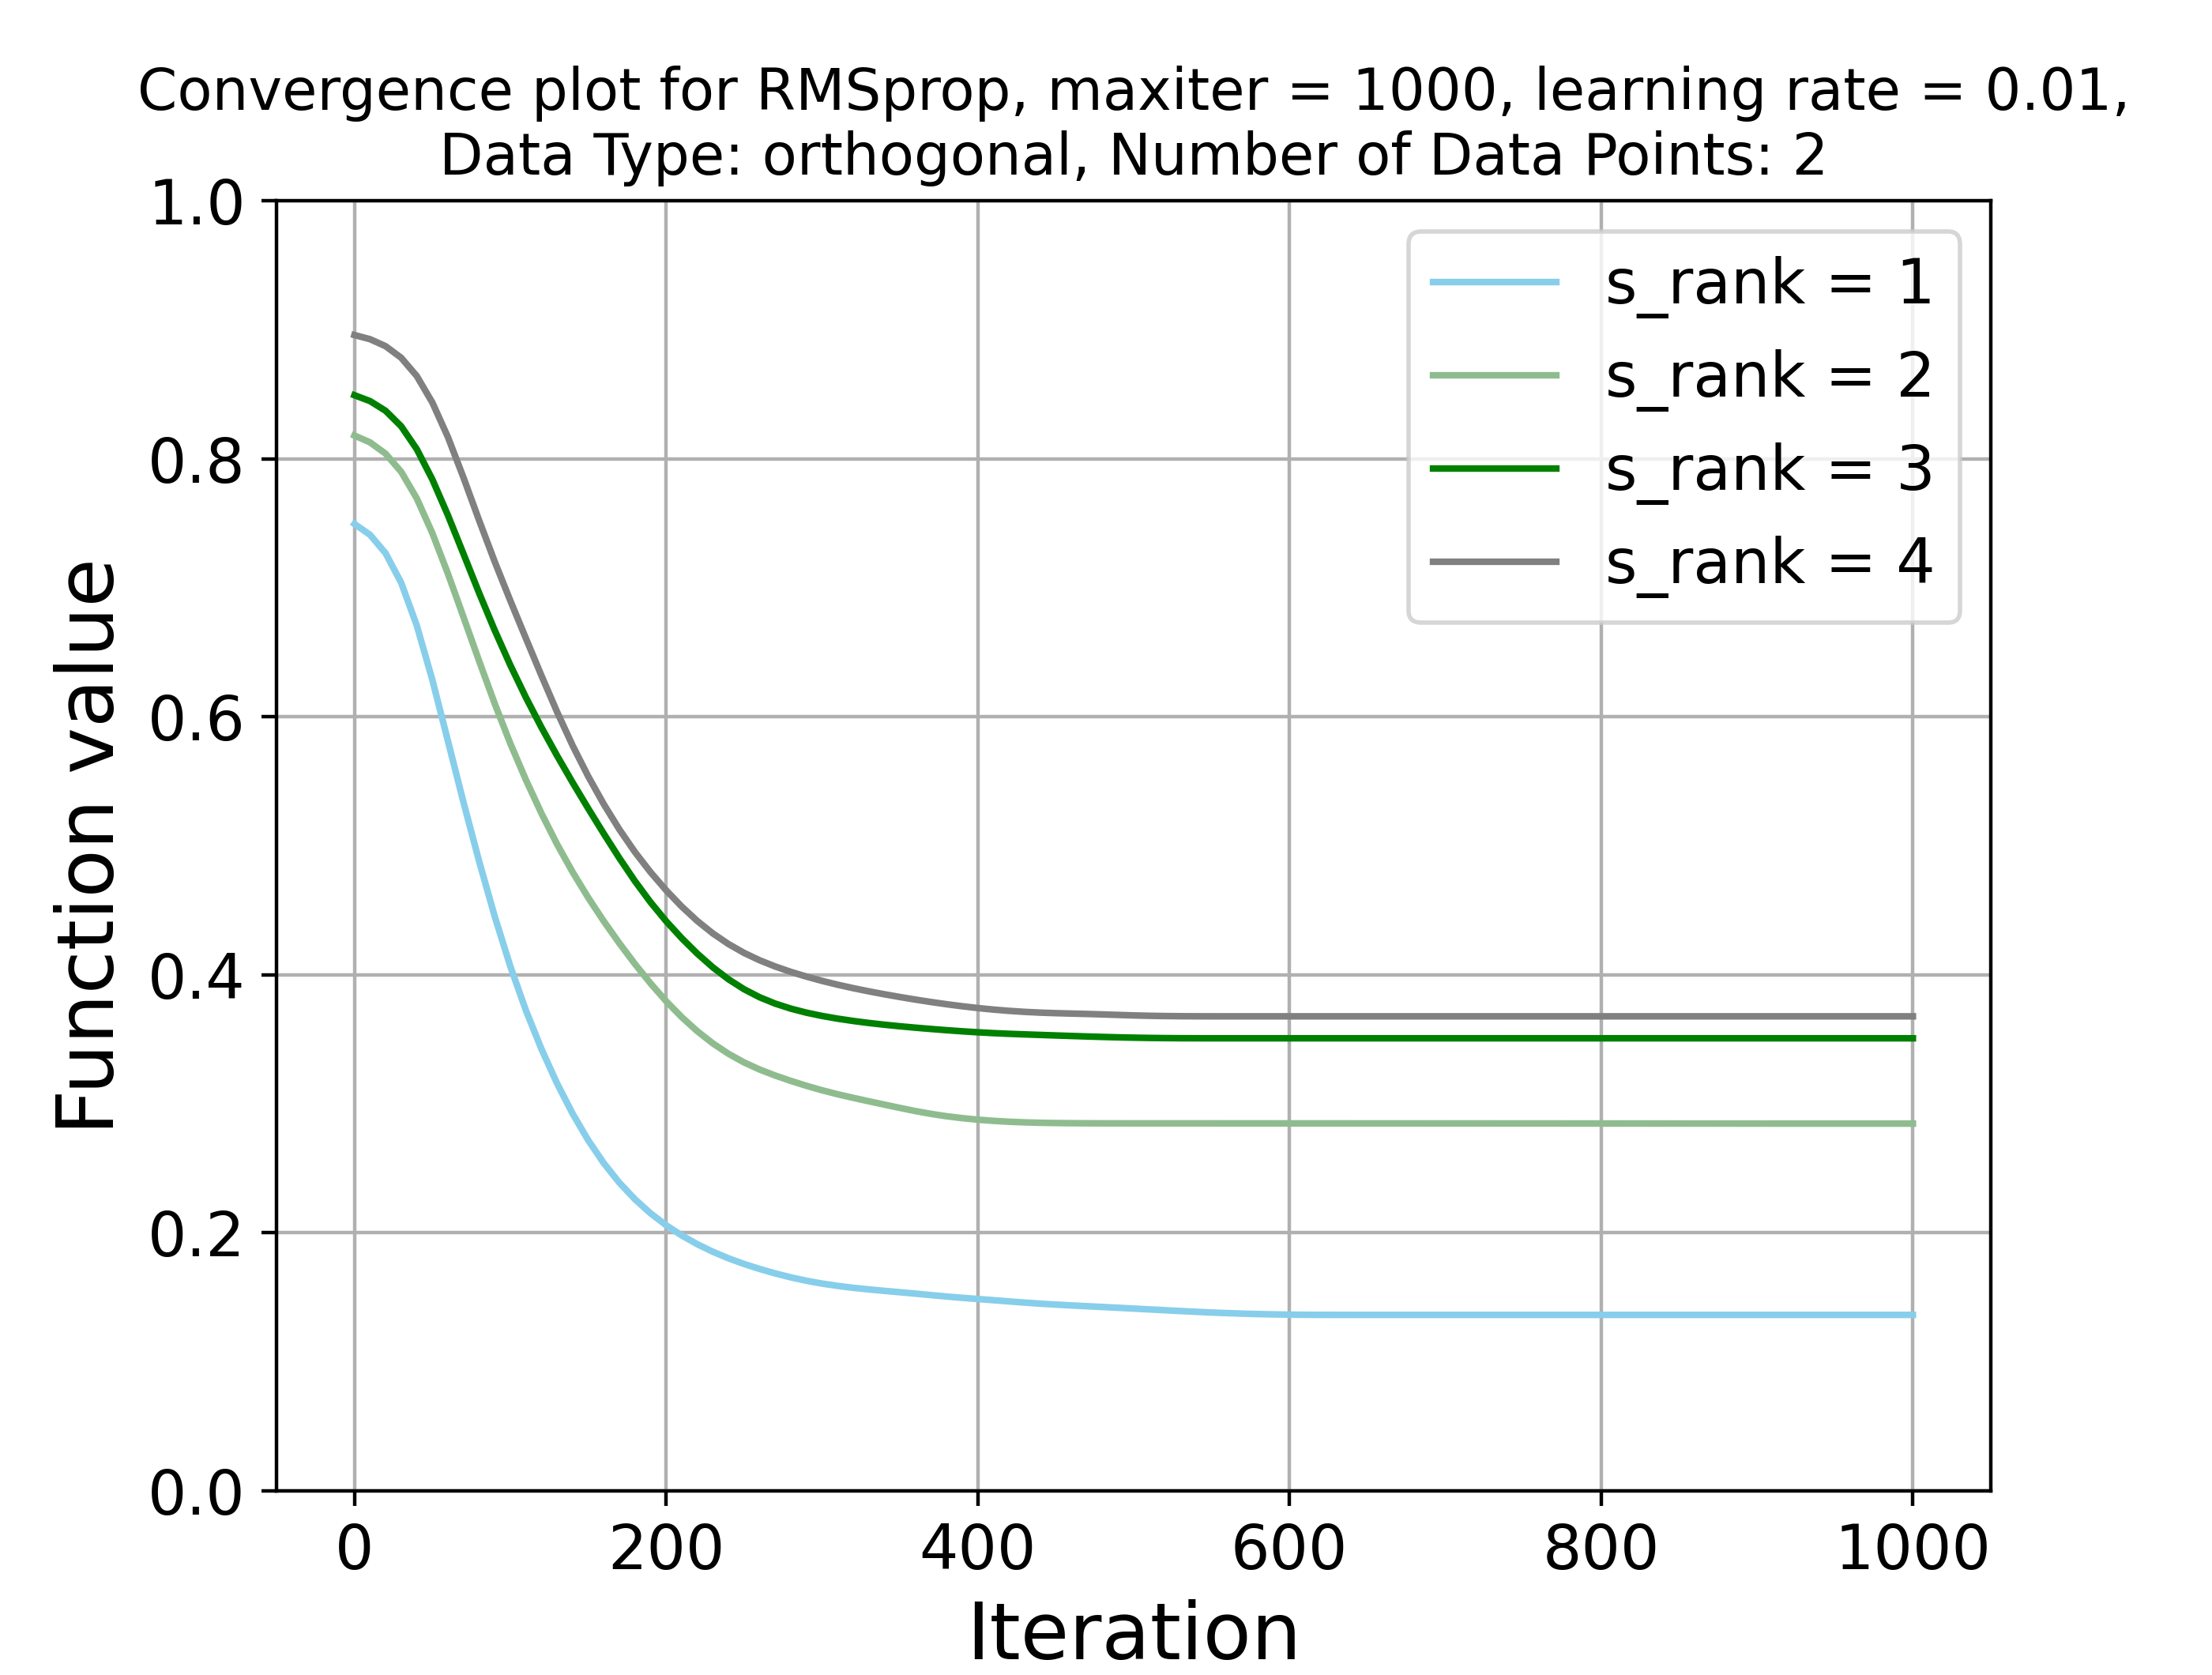 Convergence plot for RMSprop, maxiter = 1000, learning rate = 0.01,
Data Type: orthogonal, Number of Data Points: 2
1.0
0.8
0.6
0.4
0.2
0.0
Function value
s_rank = 1
s_rank = 2
s_rank = 3
s_rank = 4
0 200 400 600 800 1000
Iteration